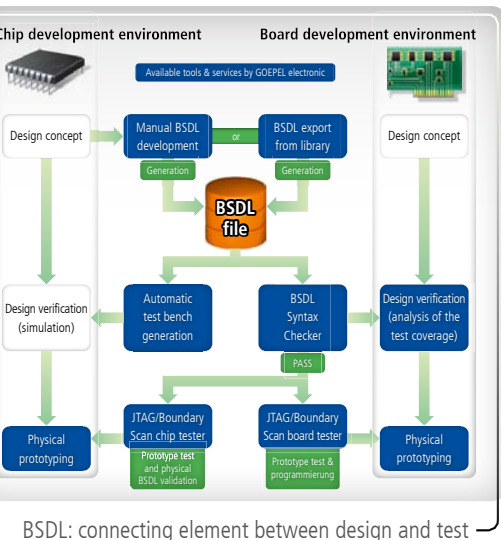 Chip development environment
Board development environment
Available tools & services by GOEPEL electronic
Design concept
Manual BSDL
development
or
BSDL export
from library
Design concept
Generation
Generation
BSDL
file
Design verification
(simulation)
Automatic
test bench
generation
BSDL
Syntax
Checker
Design verification
(analysis of the
test coverage)
PASS
Physical
prototyping
JTAG/Boundary
Scan chip tester
Prototype test
and physical
BSDL validation
JTAG/Boundary
Scan board tester
Prototype test &
programmierung
Physical
prototyping
BSDL: connecting element between design and test